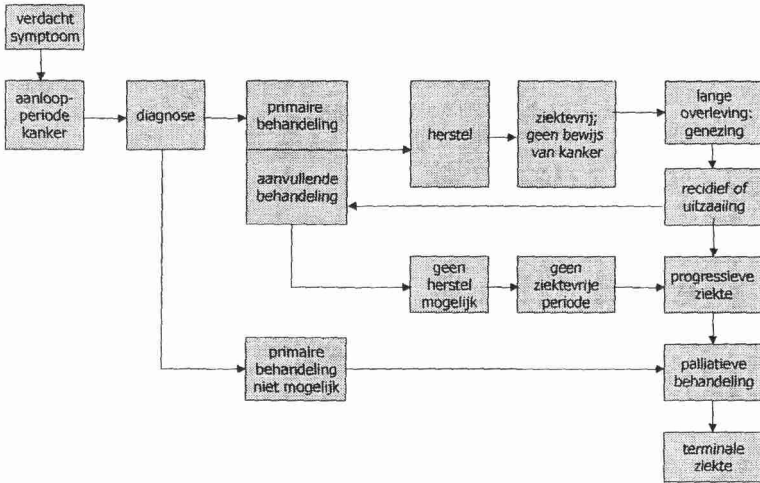 verdacht
symptoom
aanloop-
periode
kanker
diagnose
primaire
behandeling
aanvullende
behandeling
herstel
ziektevrij;
geen bewijs
van kanker
lange
overleving:
genezing
recidief of
uitzaaiing
geen
herstel
mogelijk
geen
ziektevrije
periode
progressieve
ziekte
primaire
behandeling
niet mogelijk
palliatieve
behandeling
terminale
ziekte